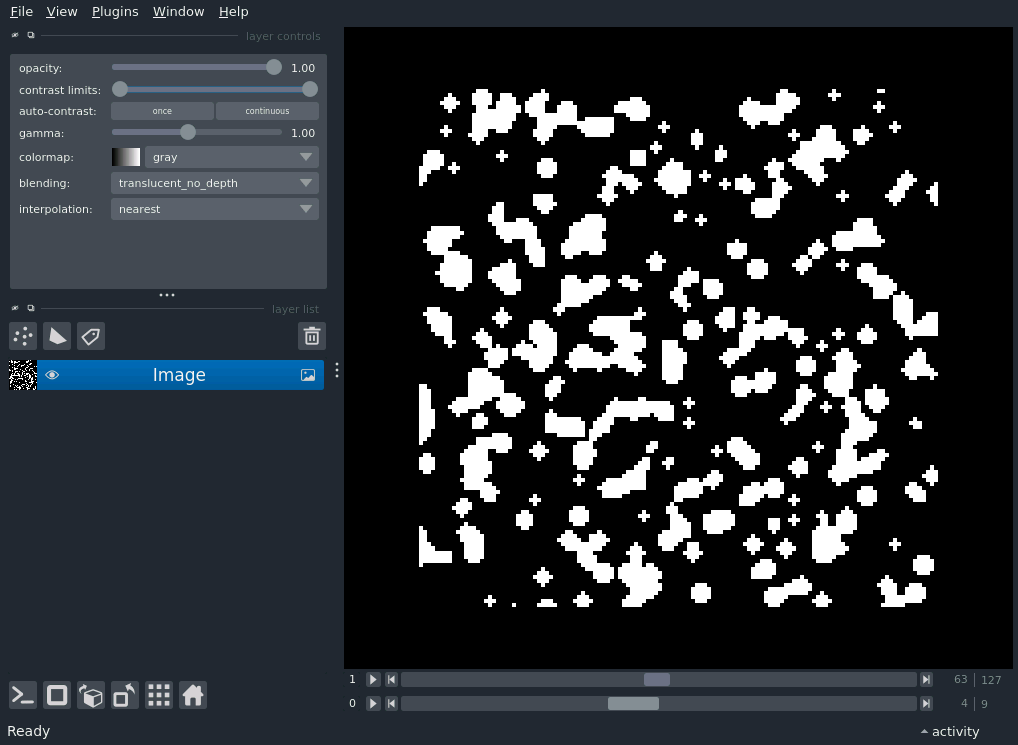 File View Plugins Window Help
layer controls
opacity: 1.00
contrast limits:
auto-contrast: once continuous
gamma: 1.00
colormap: gray
blending: translucent_no_depth
interpolation: nearest
layer list
Image
1 63 127
0 4 9
Ready activity